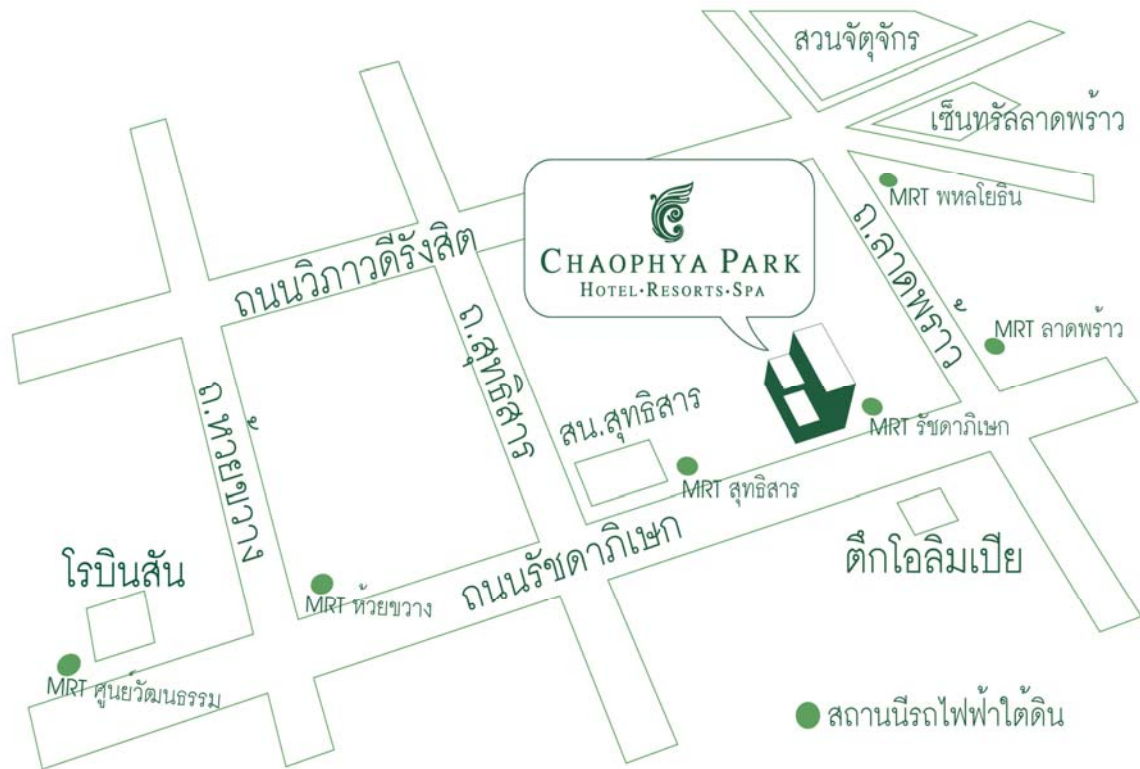 สวนจัตุจักร
เซ็นทรัลลาดพร้าว
MRT พหลโยธิน
CHAOPHYA PARK
HOTEL·RESORTS·SPA
ถนนวิภาวดีรังสิต
ถ.ลาดพร้าว
MRT ลาดพร้าว
ถ.สุทธิสาร
ถ.ห้วยขวาง
สน.สุทธิสาร
MRT รัชดาภิเษก
MRT สุทธิสาร
ตึกโอลิมเปีย
ถนนรัชดาภิเษก
โรบินสัน
MRT ห้วยขวาง
MRT ศูนย์วัฒนธรรม
สถานนีรถไฟฟ้าใต้ดิน